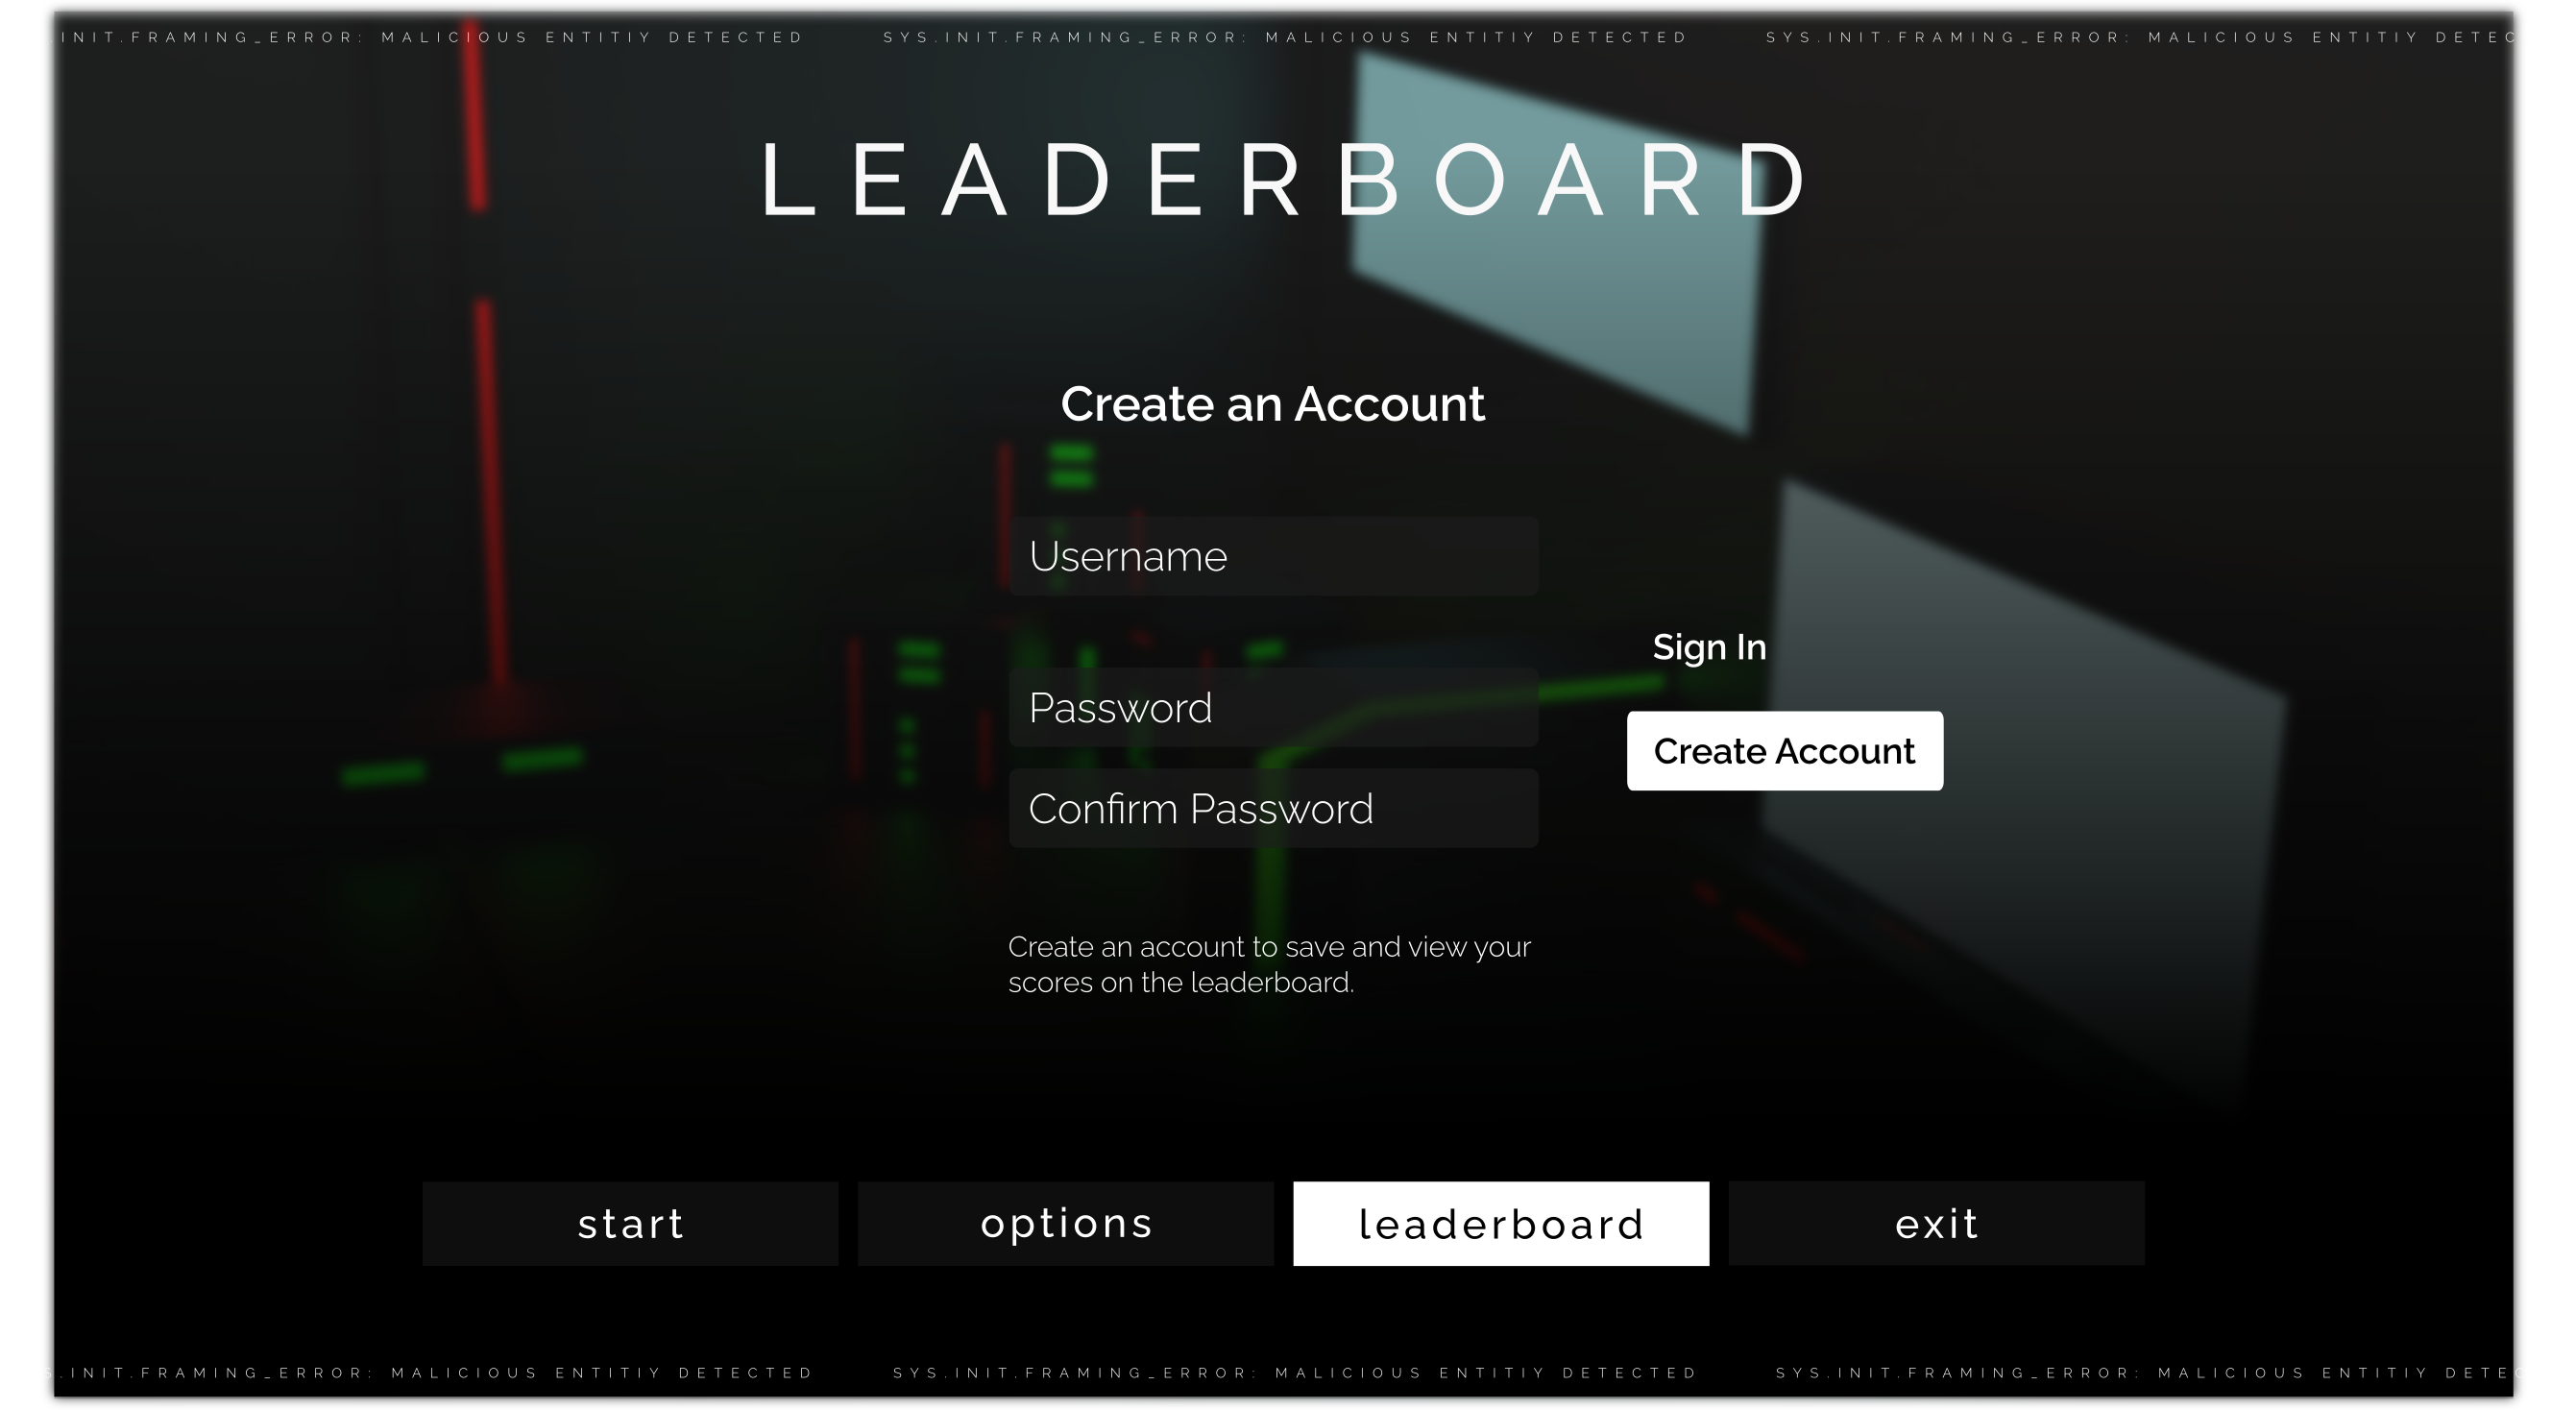 INIT.FRAMING_ERROR: MALICIOUS ENTITIY DETECTED SYS.INIT.FRAMING_ERROR: MALICIOUS ENTITIY DETECTED SYS.INIT.FRAMING_ERROR: MALICIOUS ENTITIY DETEC
LEADERBOARD
Create an Account
Username
Sign In
Password
Create Account
Confirm Password
Create an account to save and view your
scores on the leaderboard.
start options leaderboard exit
S.INIT.FRAMING_ERROR: MALICIOUS ENTITIY DETECTED SYS.INIT.FRAMING_ERROR: MALICIOUS ENTITIY DETECTED SYS.INIT.FRAMING_ERROR: MALICIOUS ENTITIY DETEC